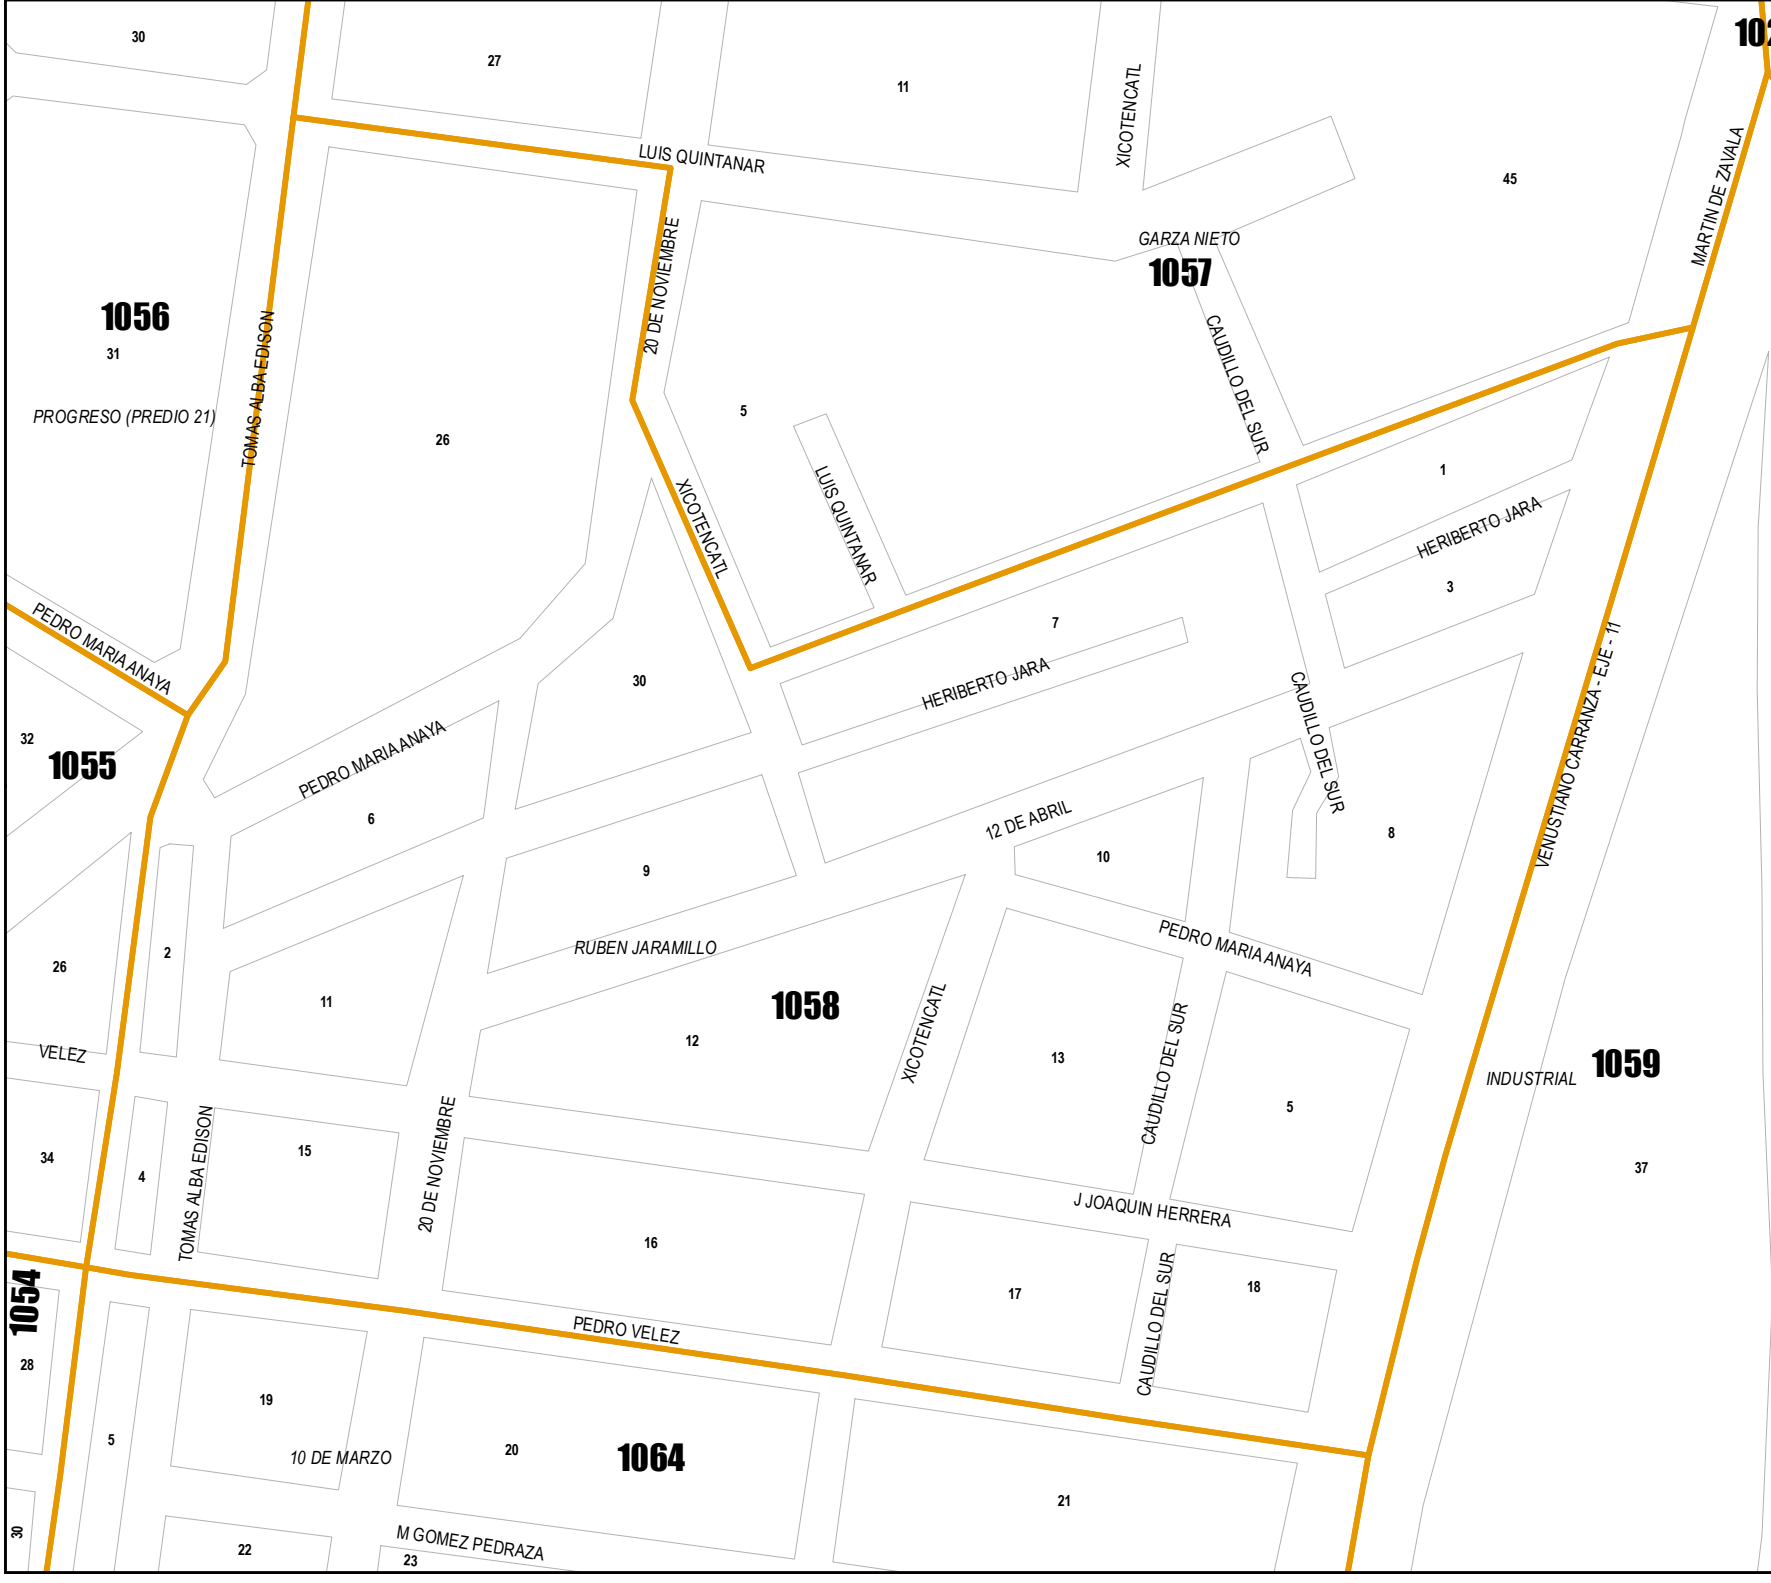 30
27
11
102
XICOTENCATL
LUIS QUINTANAR
45
MARTIN DE ZAVALA
GARZA NIETO
1057
20 DE NOVIEMBRE
1056
31
TOMAS ALBA EDISON
PROGRESO (PREDIO 21)
26
5
CAUDILLO DEL SUR
1
XICOTENCATL
LUIS QUINTANAR
HERIBERTO JARA
3
PEDRO MARIA ANAYA
7
30
HERIBERTO JARA
CAUDILLO DEL SUR
VENUSTIANO CARRANZA - EJE - 11
32
1055
PEDRO MARIA ANAYA
6
12 DE ABRIL
8
10
9
RUBEN JARAMILLO
PEDRO MARIA ANAYA
2
26
11
1058
12
XICOTENCATL
13
CAUDILLO DEL SUR
VELEZ
INDUSTRIAL
1059
5
37
34
4
TOMAS ALBA EDISON
15
20 DE NOVIEMBRE
J JOAQUIN HERRERA
16
17
CAUDILLO DEL SUR
18
1054
PEDRO VELEZ
28
19
5
10 DE MARZO
20
1064
21
30
22
M GOMEZ PEDRAZA
23